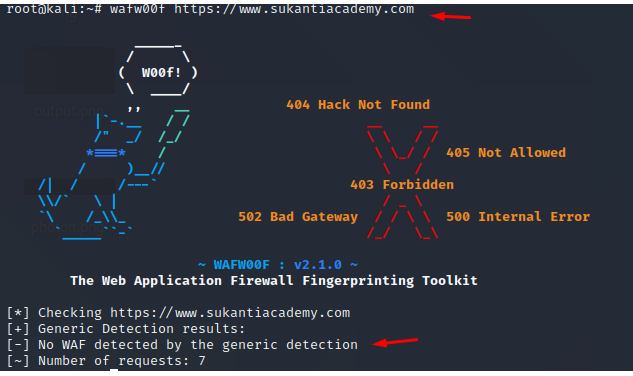 root@kali:~# wafw00f https://www.sukantiacademy.com
( W00f! )
404 Hack Not Found
405 Not Allowed
403 Forbidden
502 Bad Gateway 500 Internal Error
~ WAFW00F : v2.1.0 ~
The Web Application Firewall Fingerprinting Toolkit
[*] Checking https://www.sukantiacademy.com
[+] Generic Detection results:
[-] No WAF detected by the generic detection
[~] Number of requests: 7